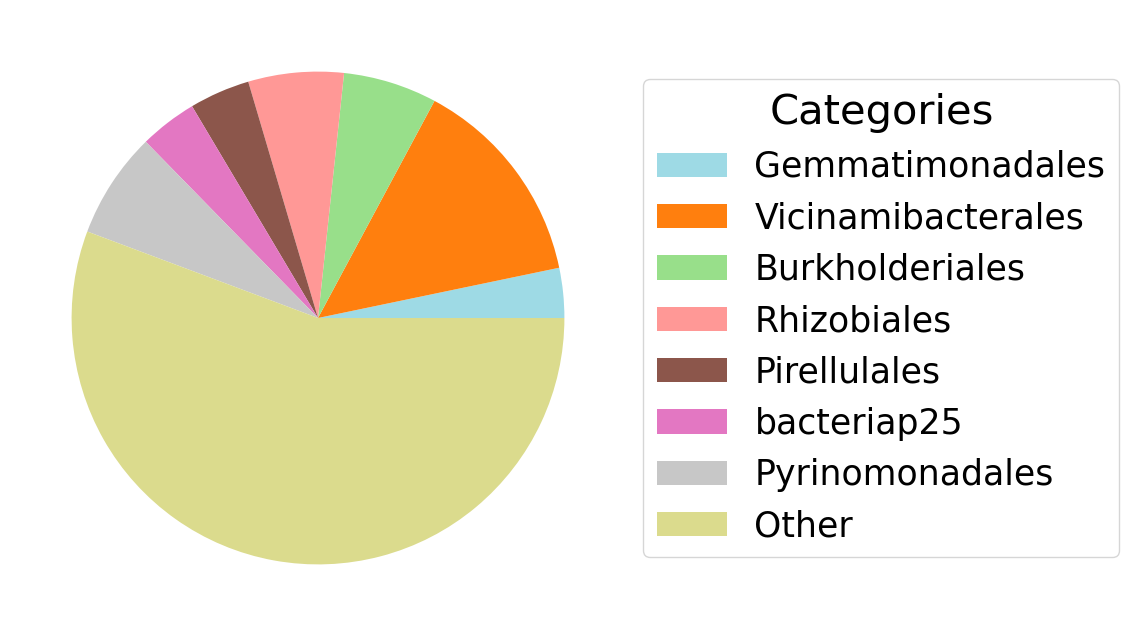 Categories
Gemmatimonadales
Vicinamibacterales
Burkholderiales
Rhizobiales
Pirellulales
bacteriap25
Pyrinomonadales
Other